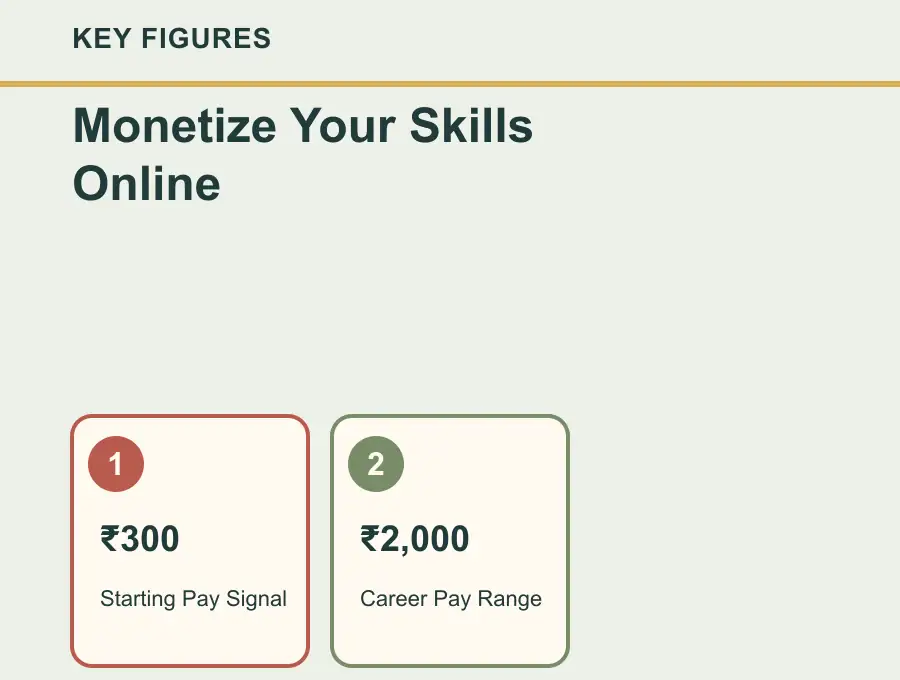 KEY FIGURES
Monetize Your Skills
Online
1
₹300
Starting Pay Signal
2
₹2,000
Career Pay Range